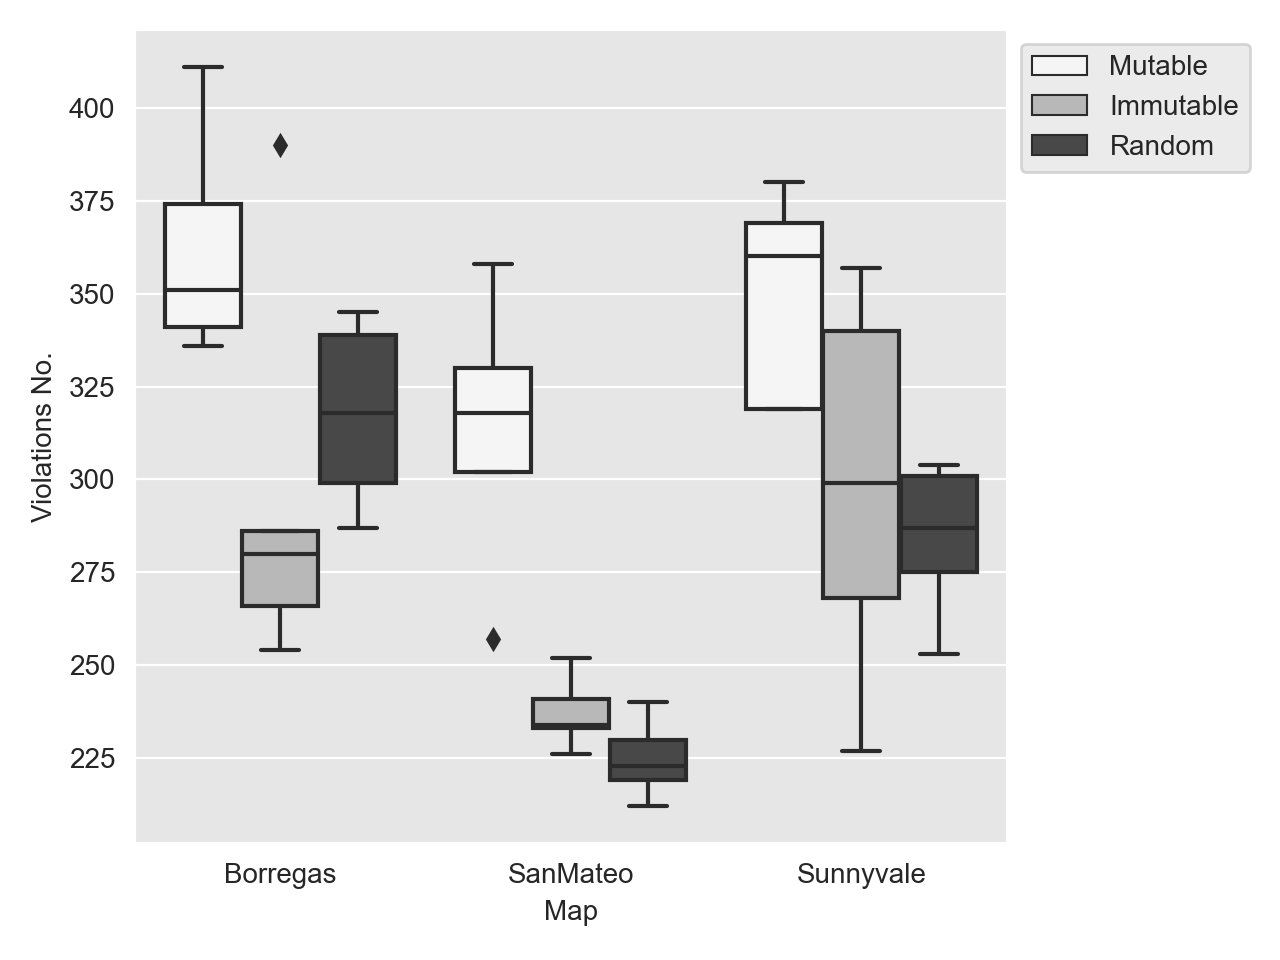 Mutable
Immutable
Random
400
375
350
325
300
275
250
225
Violations No.
Borregas SanMateo Sunnyvale
Map